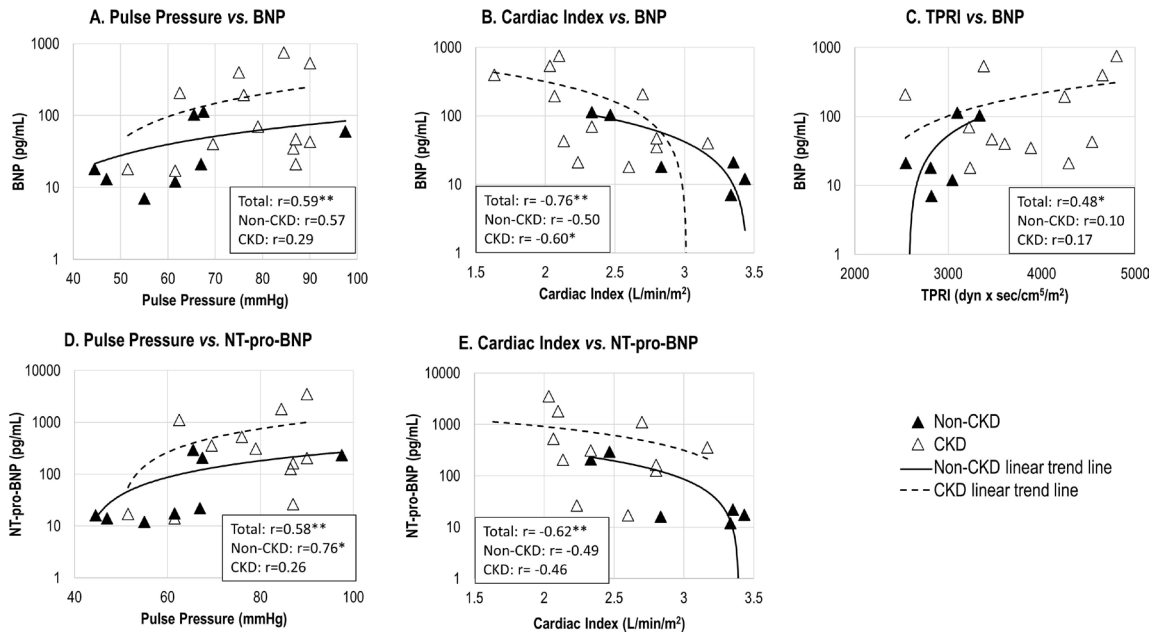 A. Pulse Pressure vs. BNP
1000
100
10
1
BNP (pg/mL)
40 50 60 70 80 90 100
Pulse Pressure (mmHg)
Total: r=0.59**
Non-CKD: r=0.57
CKD: r=0.29
B. Cardiac Index vs. BNP
1000
100
10
1
BNP (pg/mL)
1.5 2 2.5 3 3.5
Cardiac Index (L/min/m²)
Total: r= -0.76**
Non-CKD: r= -0.50
CKD: r= -0.60*
C. TPRI vs. BNP
1000
100
10
1
BNP (pg/mL)
2000 3000 4000 5000
TPRI (dyn x sec/cm⁵/m²)
Total: r=0.48*
Non-CKD: r=0.10
CKD: r=0.17
D. Pulse Pressure vs. NT-pro-BNP
10000
1000
100
10
1
NT-pro-BNP (pg/mL)
40 60 80 100
Pulse Pressure (mmHg)
Total: r=0.58**
Non-CKD: r=0.76*
CKD: r=0.26
E. Cardiac Index vs. NT-pro-BNP
10000
1000
100
10
1
NT-pro-BNP (pg/mL)
1.5 2 2.5 3 3.5
Cardiac Index (L/min/m²)
Total: r= -0.62**
Non-CKD: r= -0.49
CKD: r= -0.46
Non-CKD
CKD
Non-CKD linear trend line
CKD linear trend line